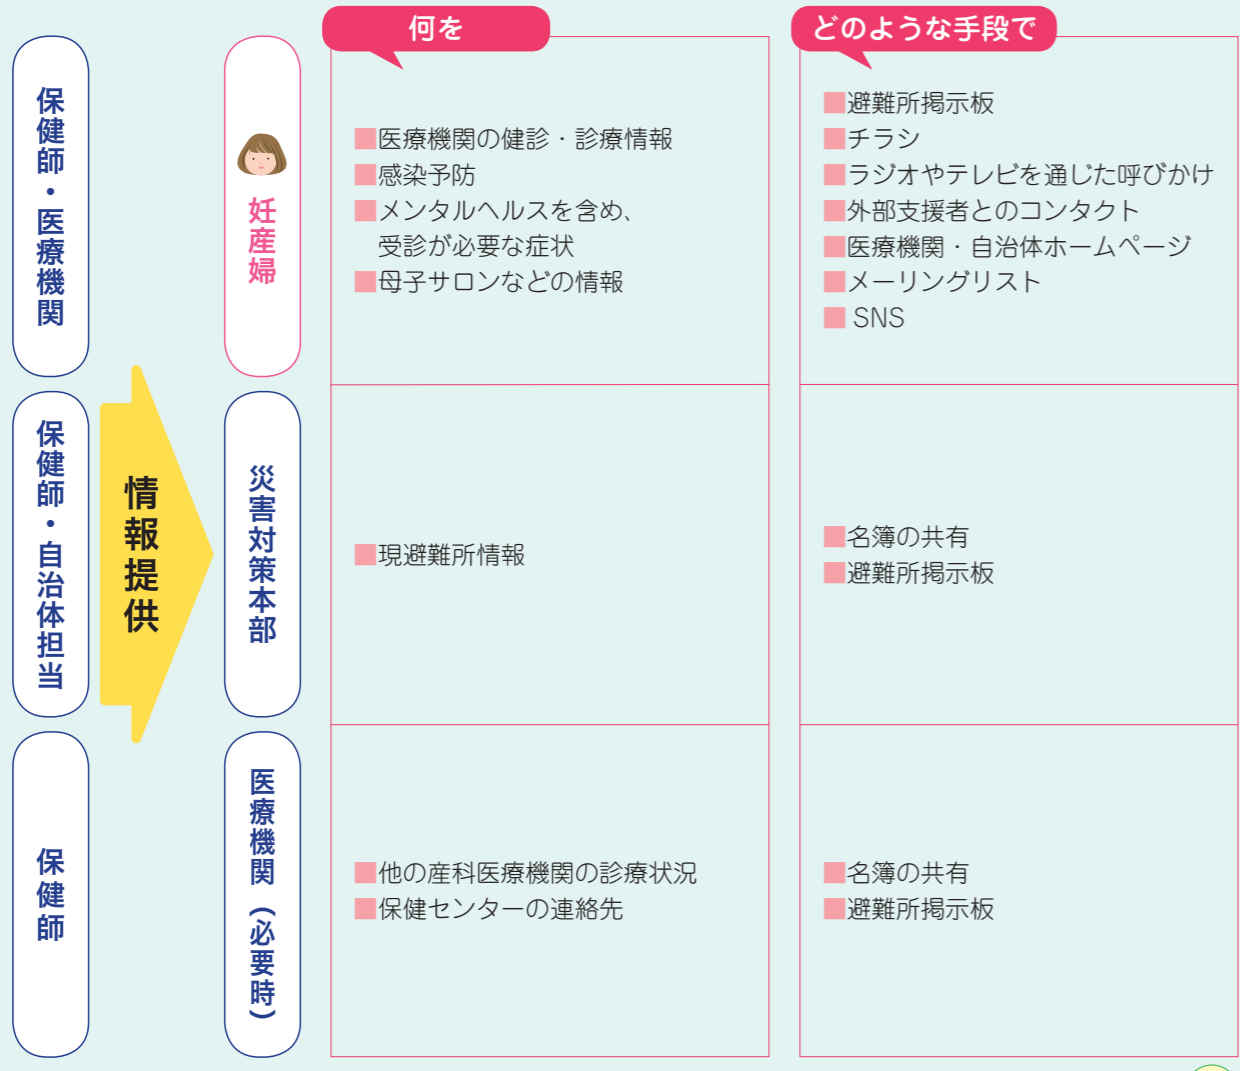 何を
どのような手段で
保健師・医療機関
妊産婦
■医療機関の健診・診療情報
■感染予防
■メンタルヘルスを含め、
受診が必要な症状
■母子サロンなどの情報
■避難所掲示板
■チラシ
■ラジオやテレビを通じた呼びかけ
■外部支援者とのコンタクト
■医療機関・自治体ホームページ
■メーリングリスト
■ SNS
情報提供
保健師・自治体担当
災害対策本部
■現避難所情報
■名簿の共有
■避難所掲示板
保健師
医療機関（必要時）
■他の産科医療機関の診療状況
■保健センターの連絡先
■名簿の共有
■避難所掲示板